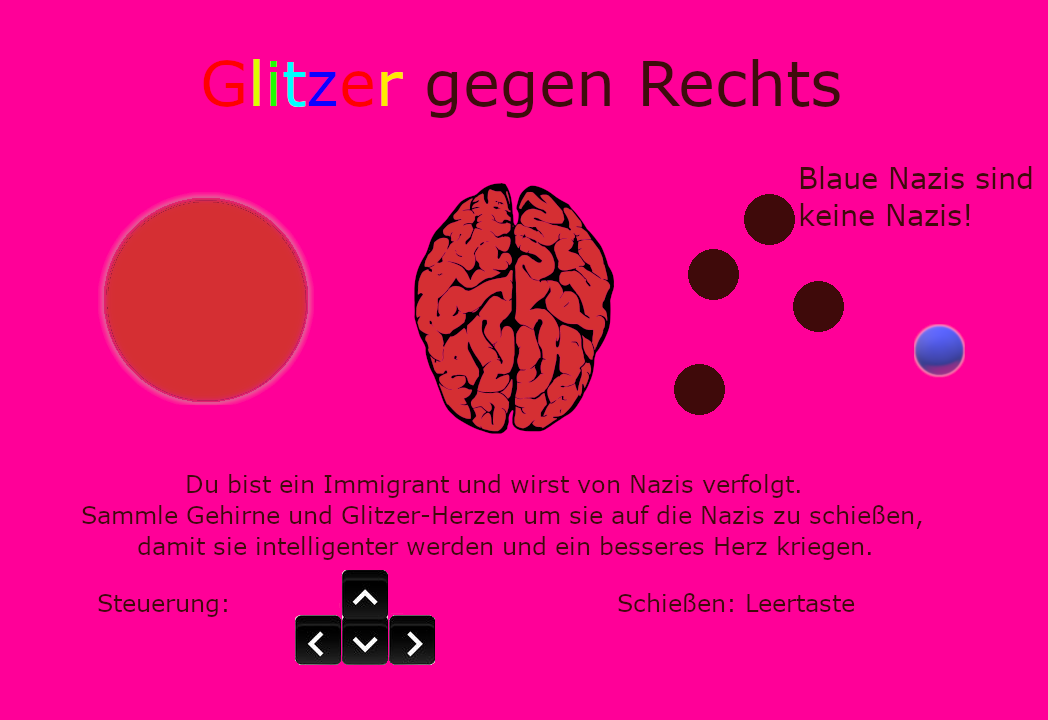 Glitzer gegen Rechts
Blaue Nazis sind
keine Nazis!
Du bist ein Immigrant und wirst von Nazis verfolgt.
Sammle Gehirne und Glitzer-Herzen um sie auf die Nazis zu schießen,
damit sie intelligenter werden und ein besseres Herz kriegen.
Steuerung:
Schießen: Leertaste